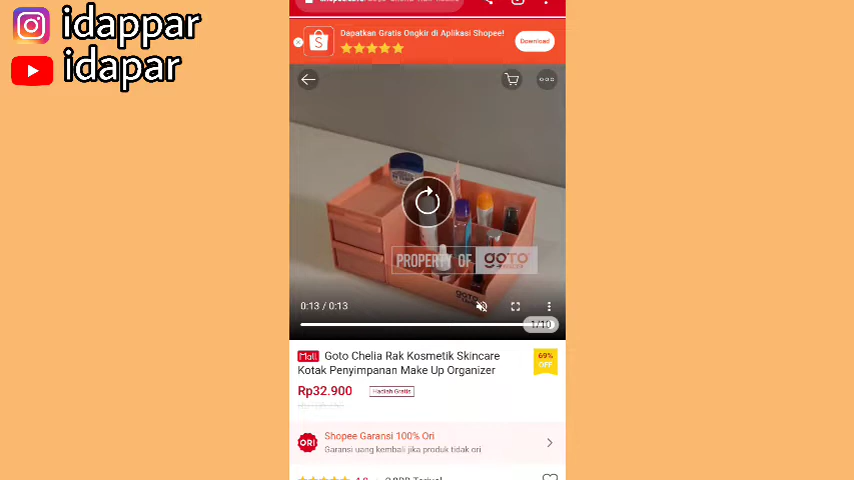 idappar
idapar
Dapatkan Gratis Ongkir di Aplikasi Shopee!
Download
PROPERTY OF goto
goto
0:13 / 0:13
1/10
Mall Goto Chelia Rak Kosmetik Skincare
Kotak Penyimpanan Make Up Organizer
69%
OFF
Rp32.900
Hadiah Gratis
ORI
Shopee Garansi 100% Ori
Garansi uang kembali jika produk tidak ori